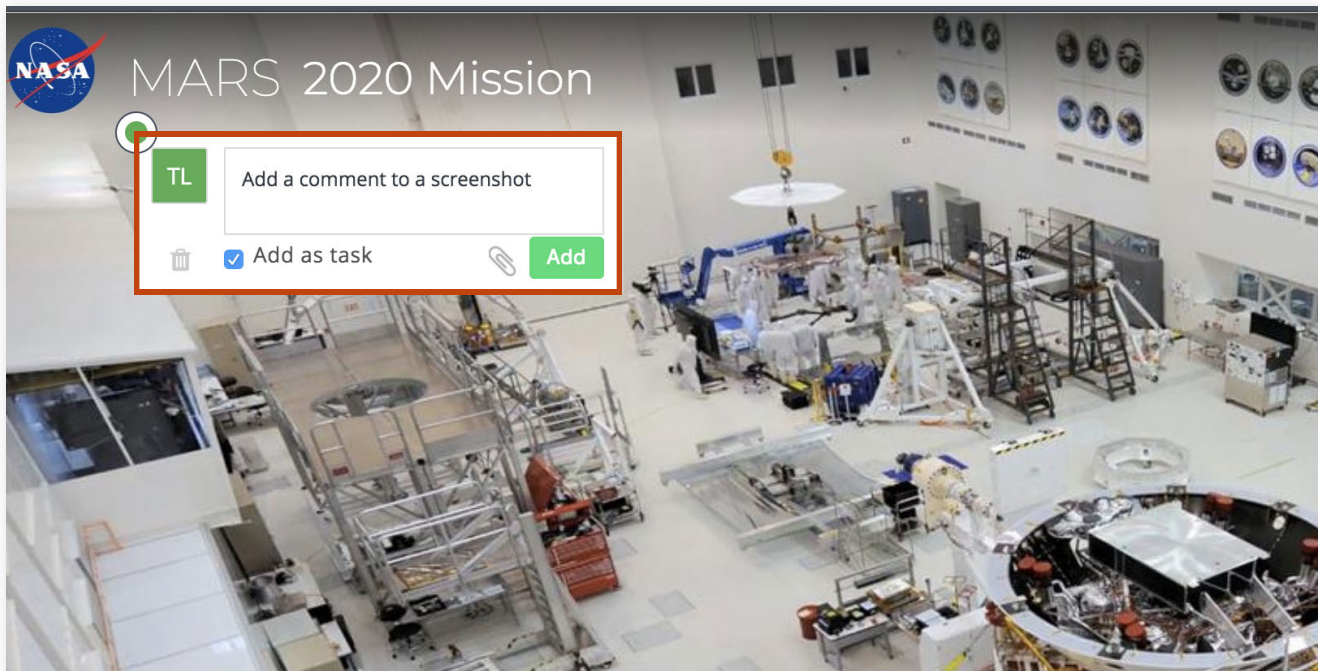 NASA
MARS 2020 Mission
TL
Add a comment to a screenshot
Add as task
Add